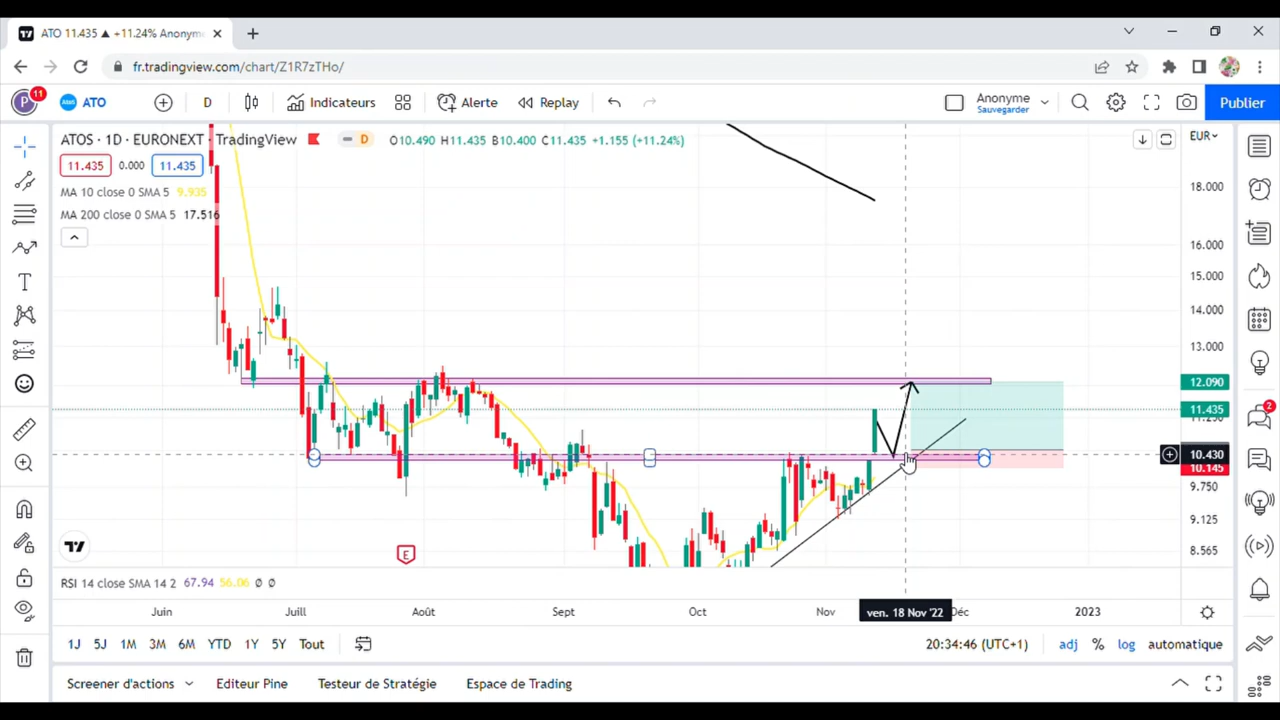 ATO 11.435 ▲ +11.24% Anonyme
fr.tradingview.com/chart/Z1R7zTHo/
P 11 ATO D Indicateurs Alerte Replay Anonyme Sauvegarder Publier
ATOS · 1D · EURONEXT · TradingView D O10.490 H11.435 B10.400 C11.435 +1.155 (+11.24%) EUR
11.435 0.000 11.435
MA 10 close 0 SMA 5 9.935
MA 200 close 0 SMA 5 17.516
18.000
16.000
15.000
14.000
13.000
12.090
11.435
10.430
10.145
9.750
9.125
8.565
E
RSI 14 close SMA 14 2 67.94 56.06 ∅ ∅
Juin Juill Août Sept Oct Nov ven. 18 Nov '22 Déc 2023
1J 5J 1M 3M 6M YTD 1Y 5Y Tout 20:34:46 (UTC+1) adj % log automatique
Screener d'actions Editeur Pine Testeur de Stratégie Espace de Trading
2